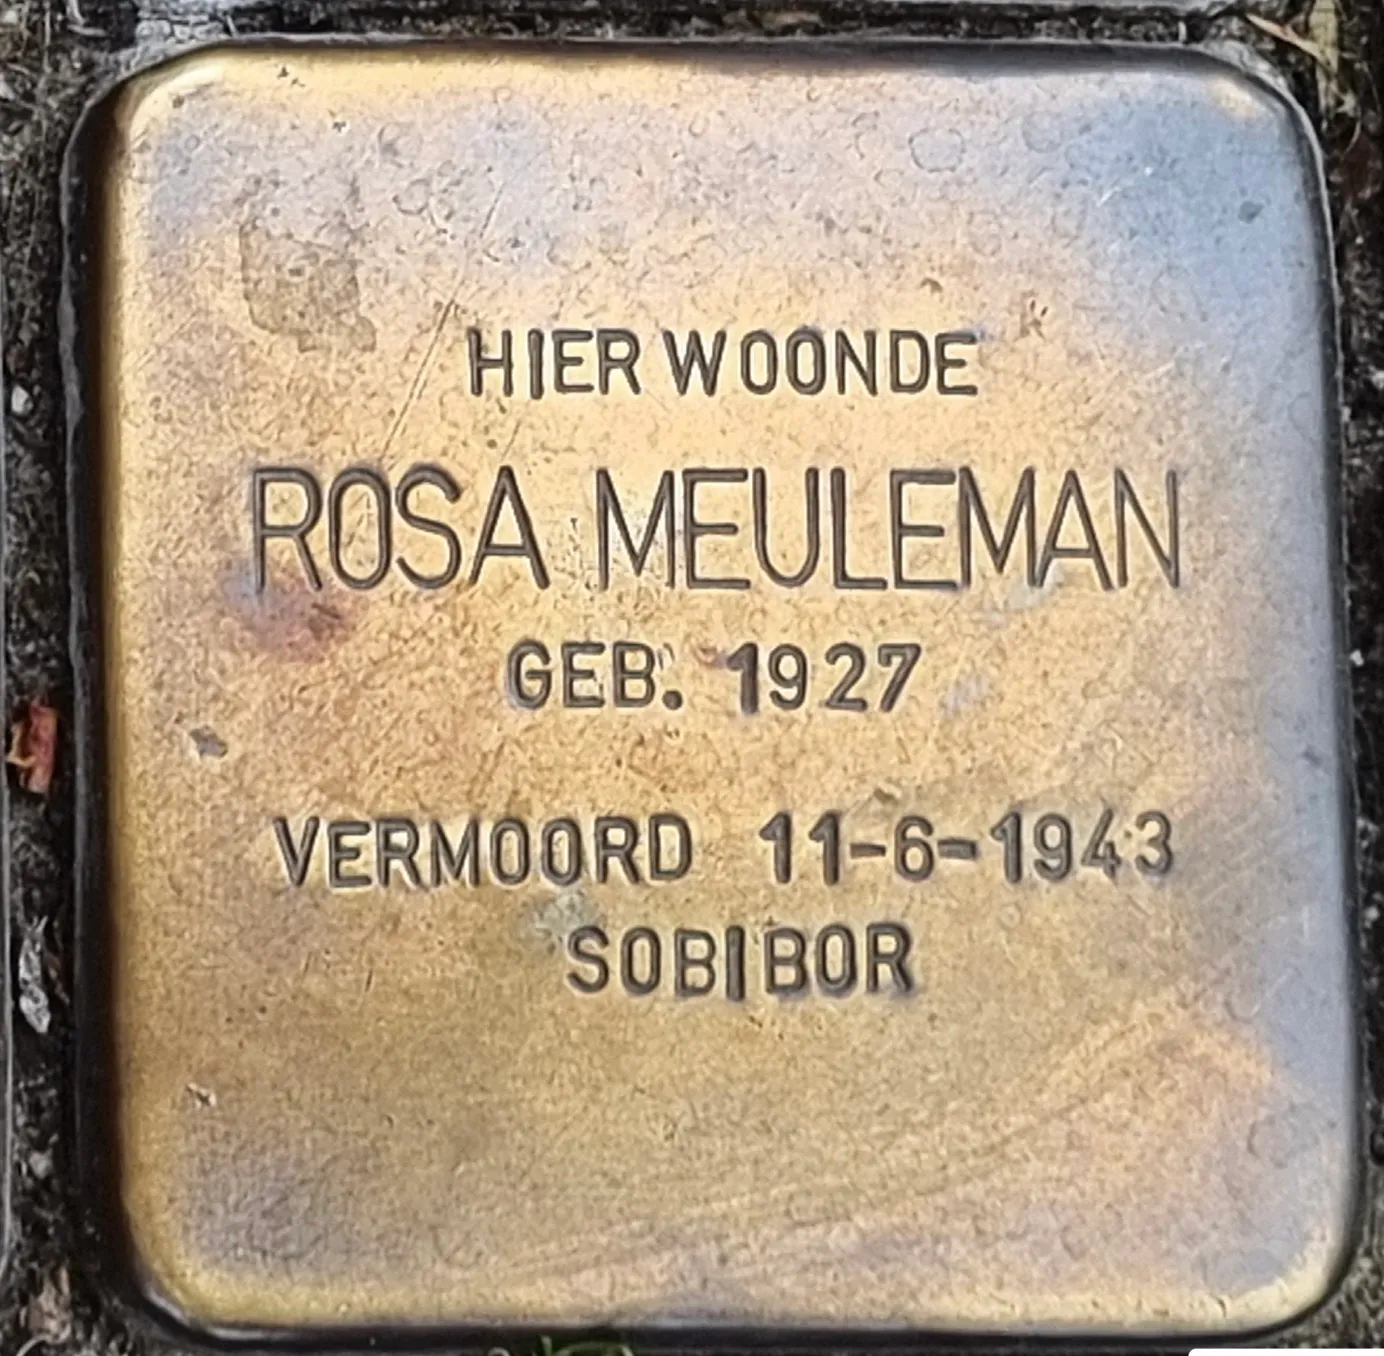 HIER WOONDE
ROSA MEULEMAN
GEB. 1927
VERMOORD 11-6-1943
SOBIBOR